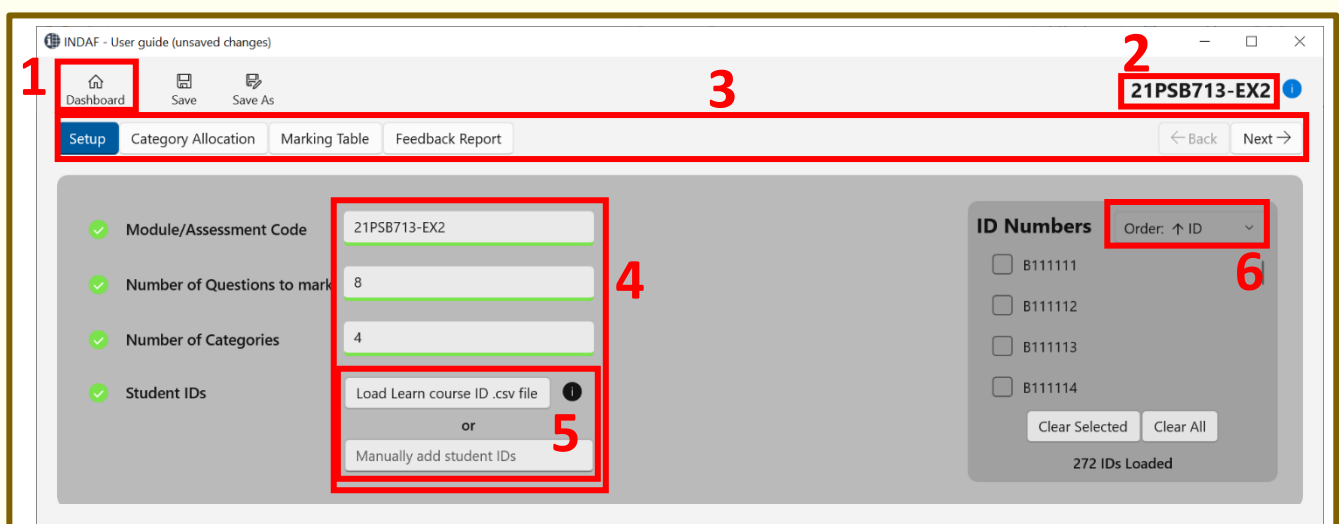 INDAF - User guide (unsaved changes)
1
2
3
Dashboard
Save
Save As
21PSB713-EX2
Setup
Category Allocation
Marking Table
Feedback Report
Back
Next
Module/Assessment Code
21PSB713-EX2
Number of Questions to mark
8
4
Number of Categories
4
Student IDs
Load Learn course ID .csv file
or
5
Manually add student IDs
ID Numbers
Order: ↑ ID
6
B111111
B111112
B111113
B111114
Clear Selected
Clear All
272 IDs Loaded